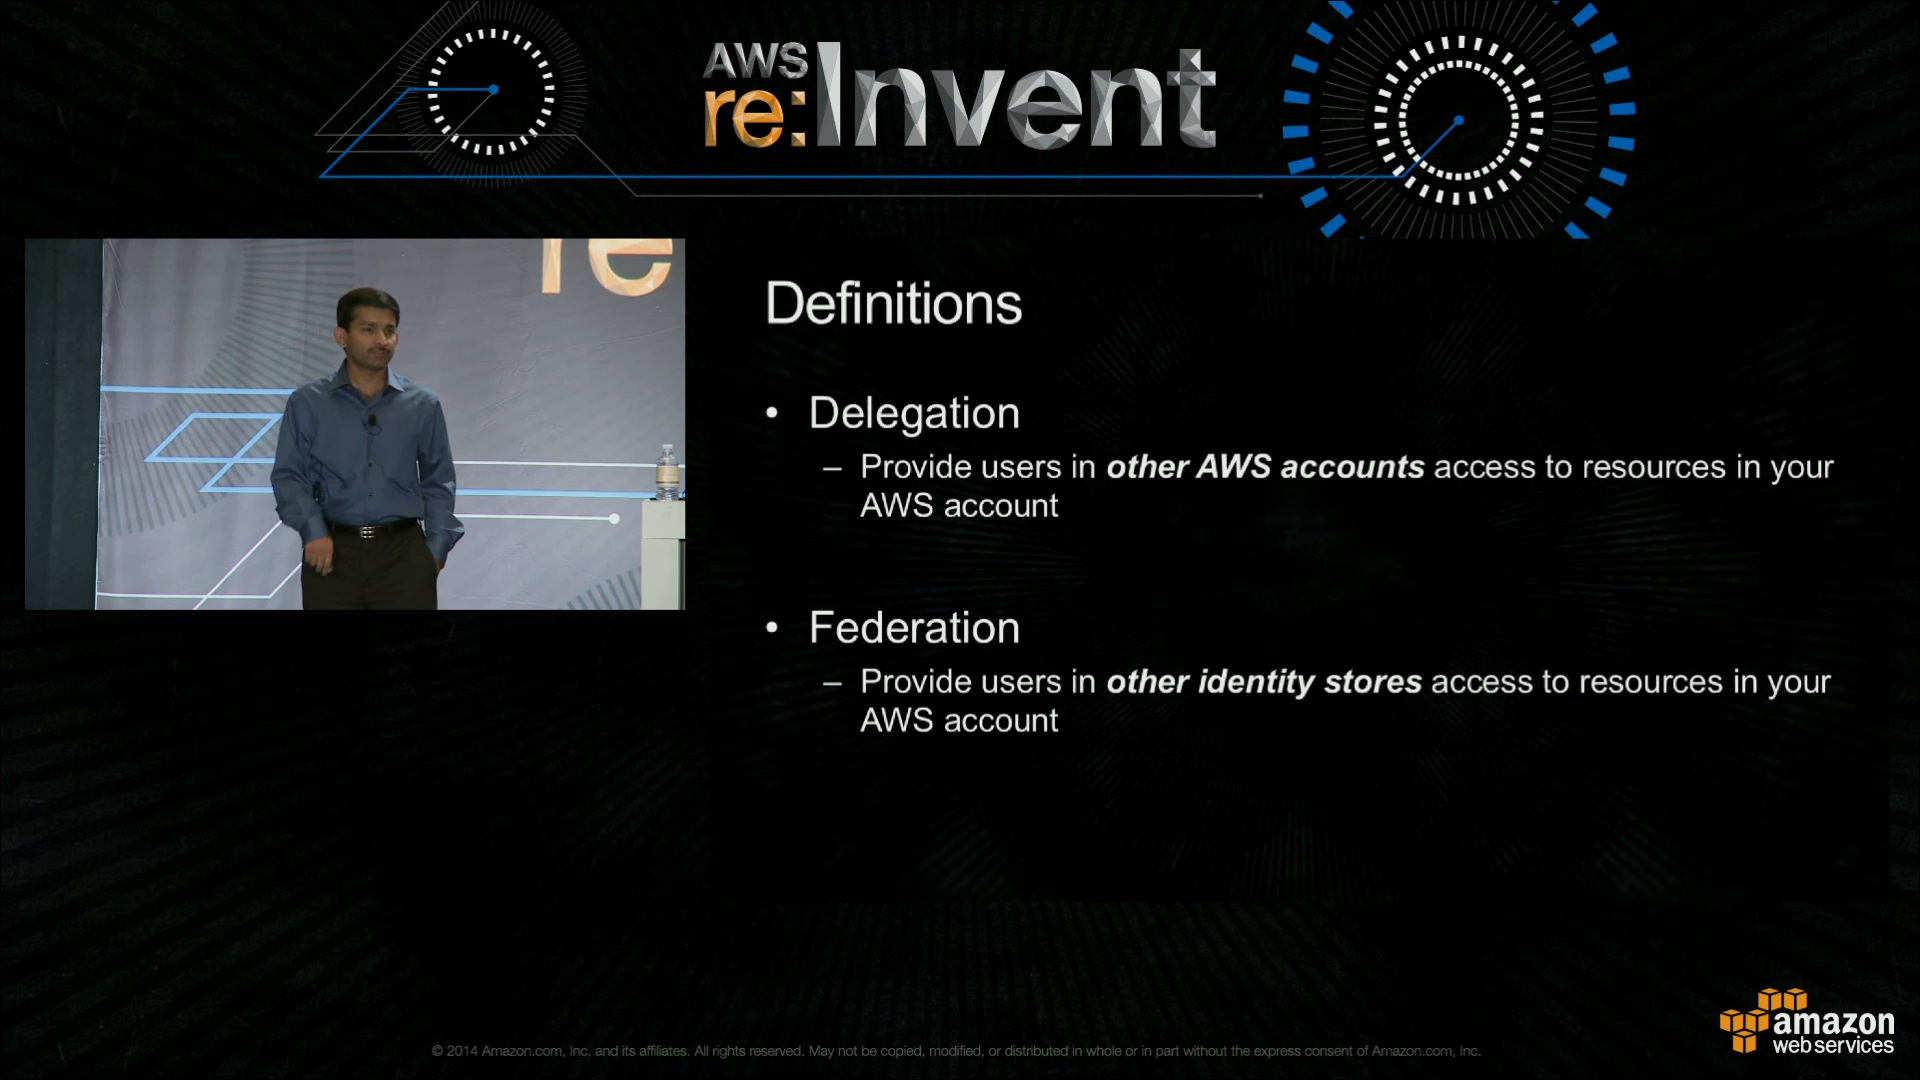 AWS
re:Invent
re
Definitions
• Delegation
– Provide users in other AWS accounts access to resources in your
AWS account
• Federation
– Provide users in other identity stores access to resources in your
AWS account
amazon
web services
© 2014 Amazon.com, Inc. and its affiliates. All rights reserved. May not be copied, modified, or distributed in whole or in part without the express consent of Amazon.com, Inc.